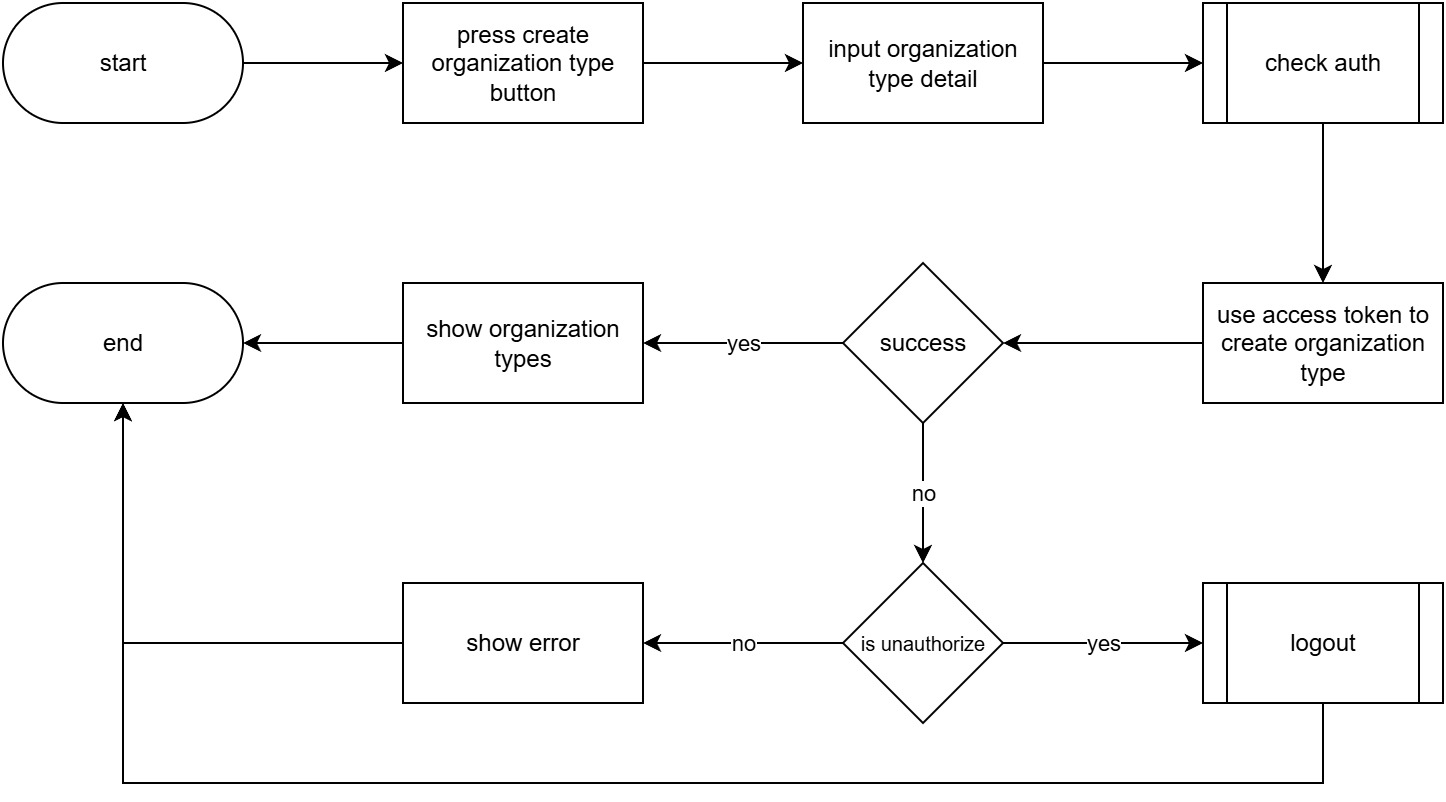 start
press create
organization type
button
input organization
type detail
check auth
end
show organization
types
yes
success
use access token to
create organization
type
no
show error
no
is unauthorize
yes
logout